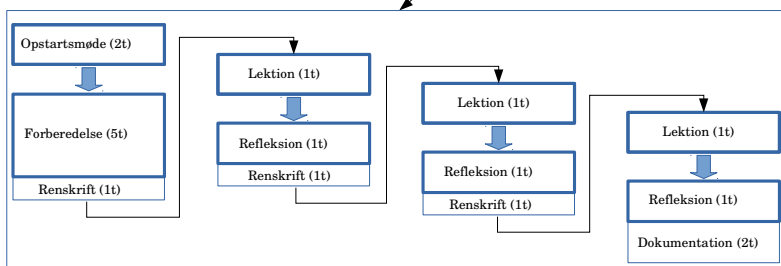 Opstartsmøde (2t)
Forberedelse (5t)
Renskrift (1t)
Lektion (1t)
Refleksion (1t)
Renskrift (1t)
Lektion (1t)
Refleksion (1t)
Renskrift (1t)
Lektion (1t)
Refleksion (1t)
Dokumentation (2t)